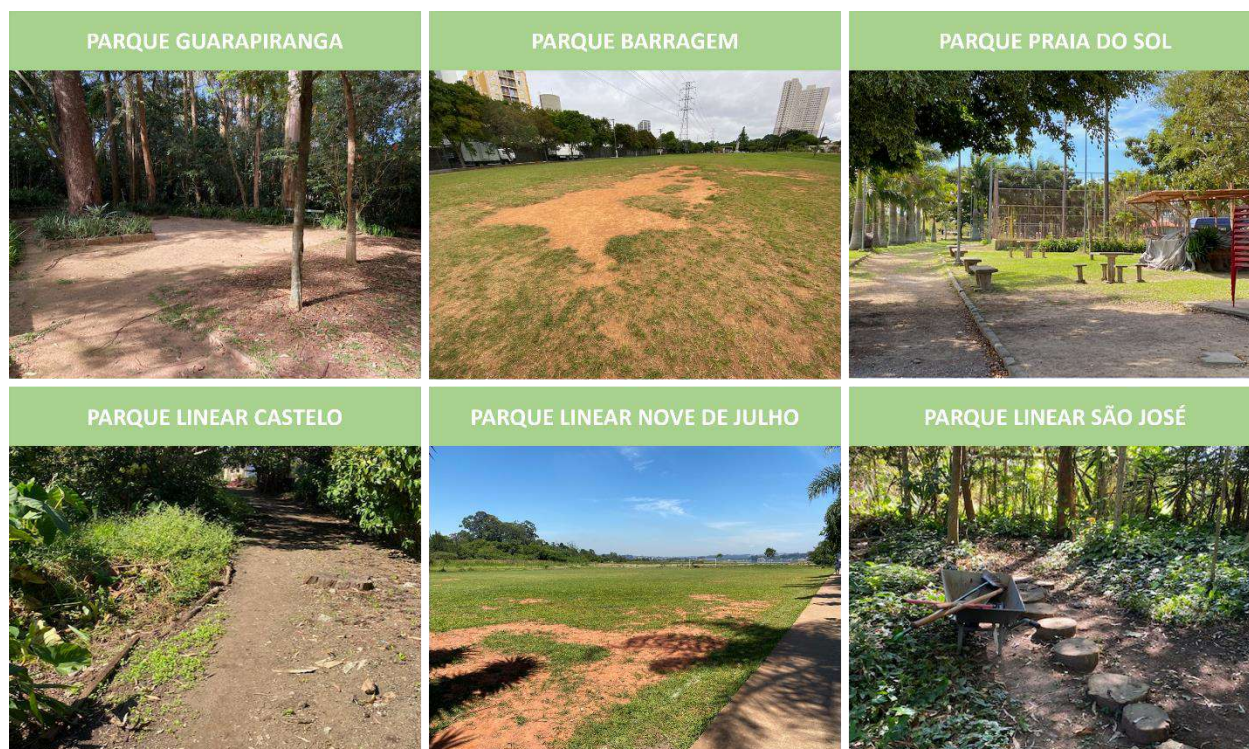 PARQUE GUARAPIRANGA
PARQUE BARRAGEM
PARQUE PRAIA DO SOL
PARQUE LINEAR CASTELO
PARQUE LINEAR NOVE DE JULHO
PARQUE LINEAR SÃO JOSÉ